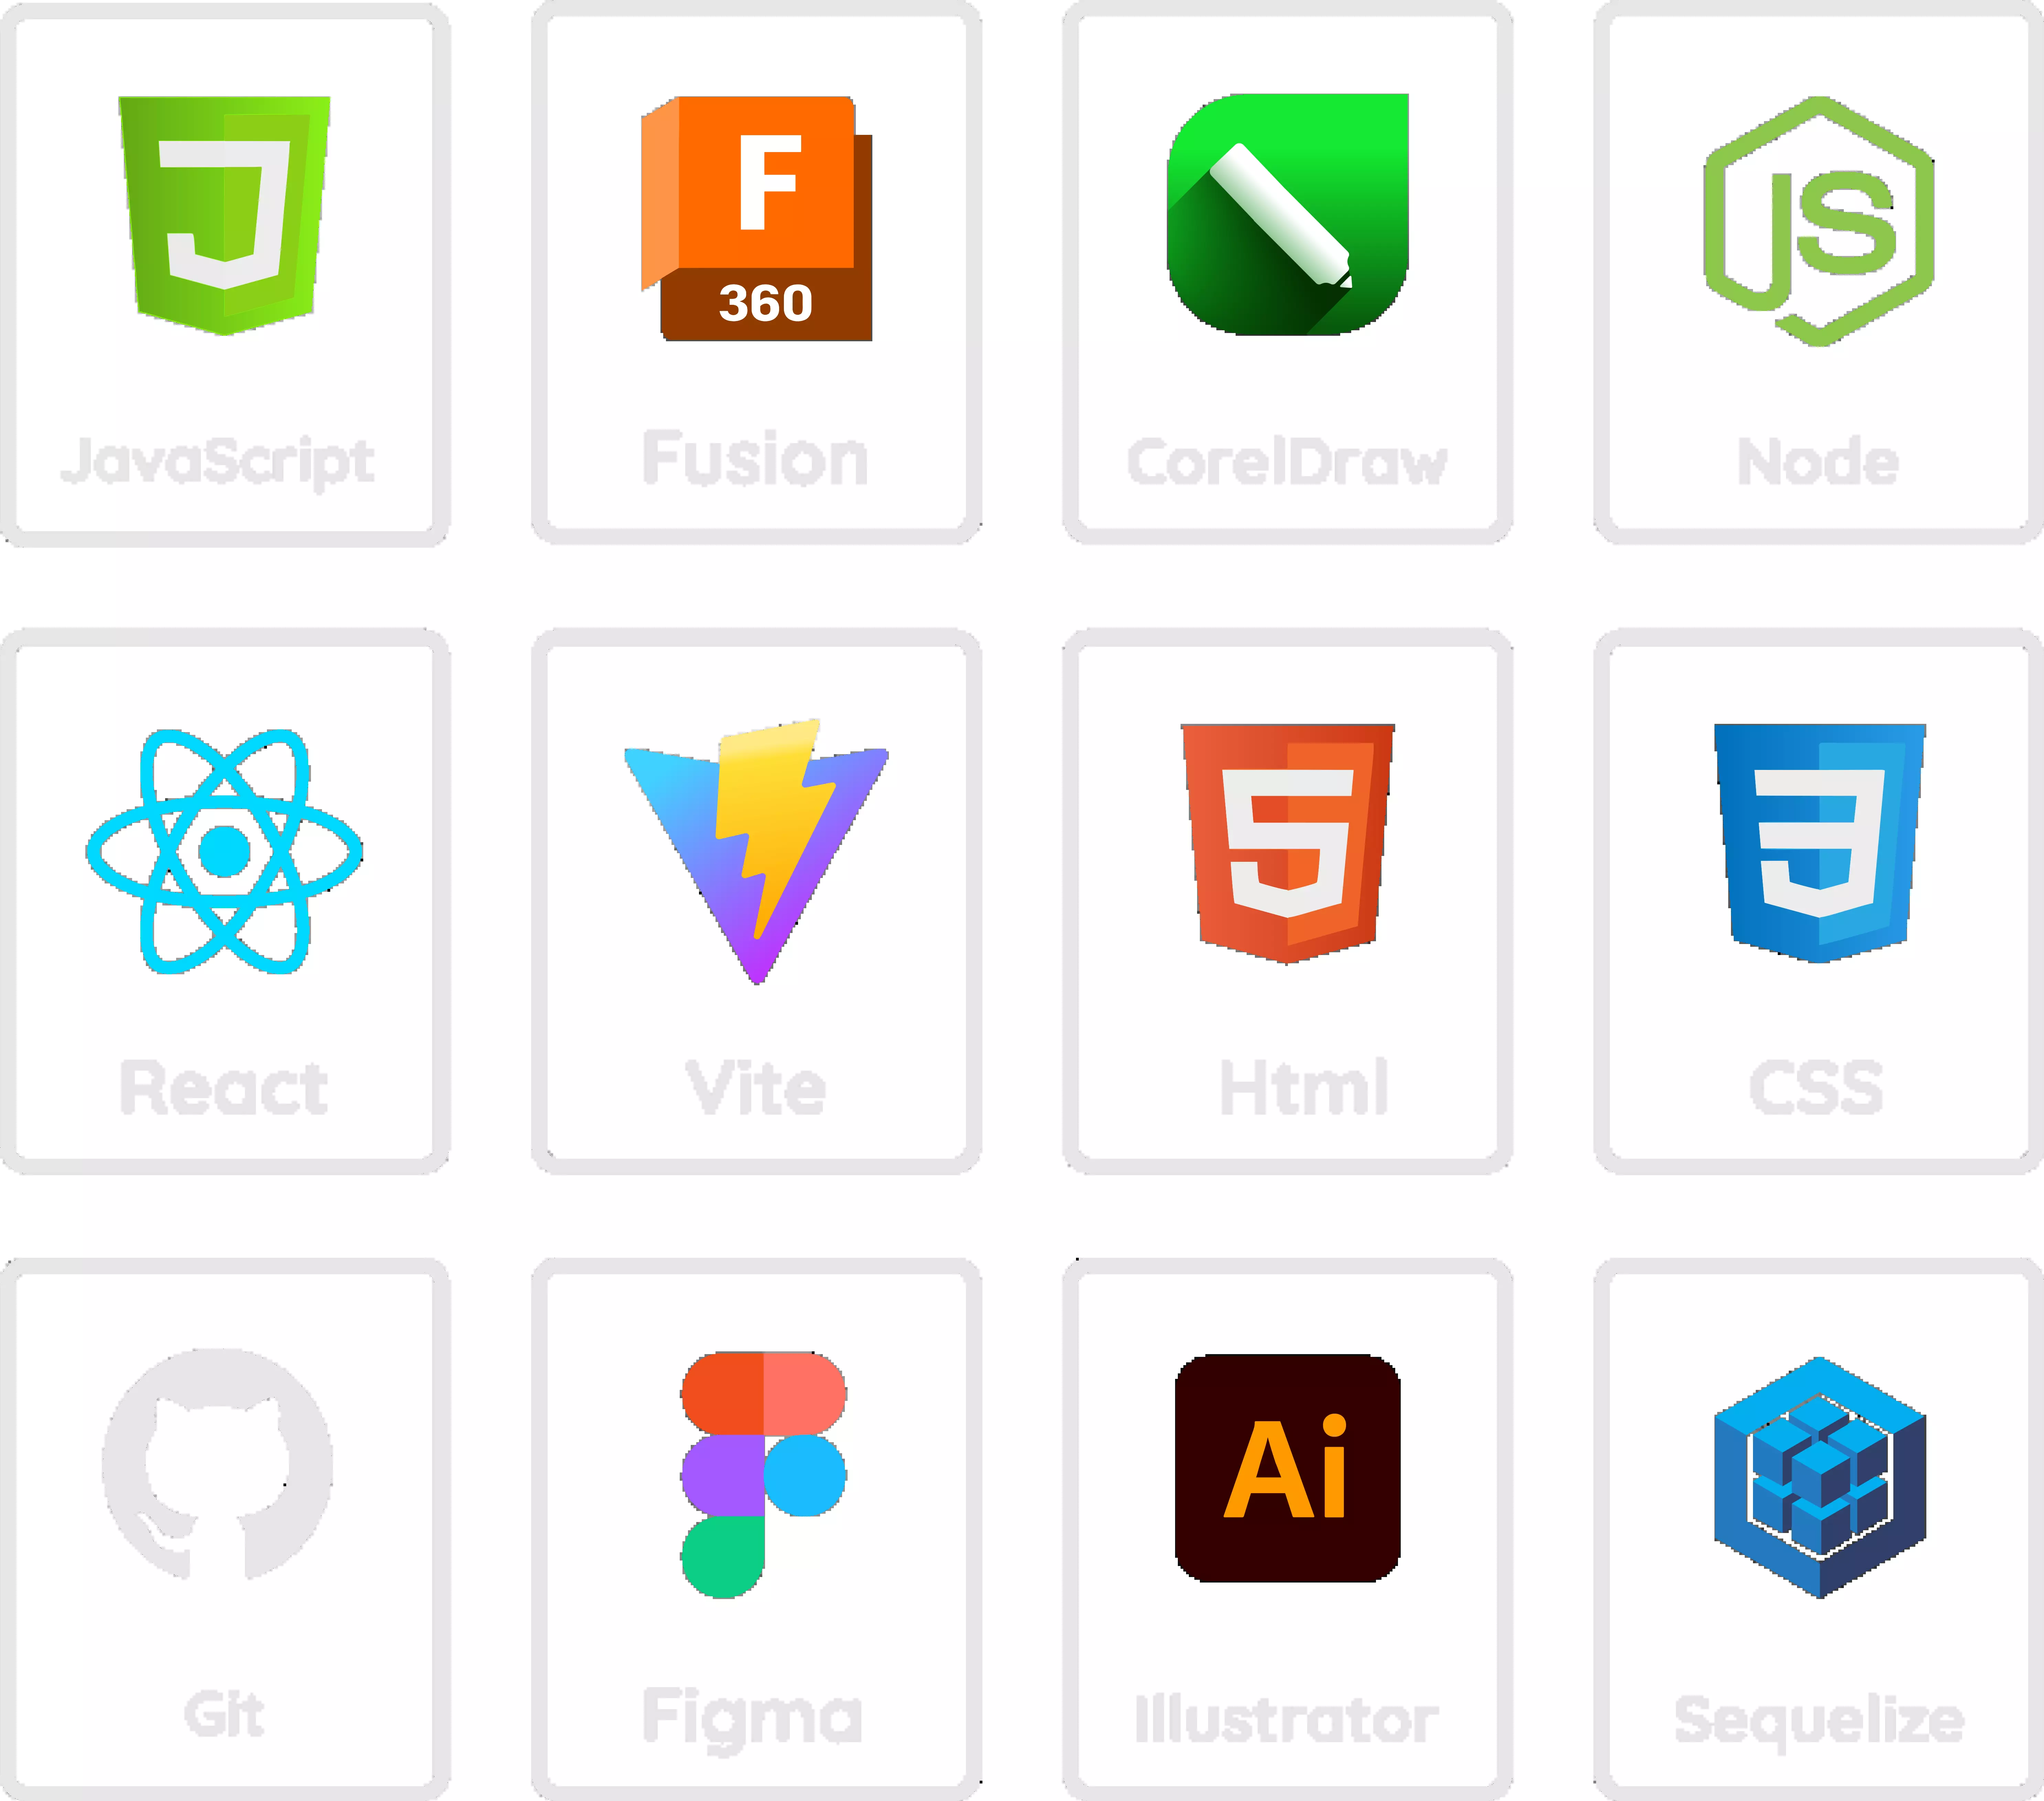 F
360
JS
JavaScript
Fusion
CorelDraw
Node
5
3
React
Vite
Html
CSS
Ai
Git
Figma
Illustrator
Sequelize